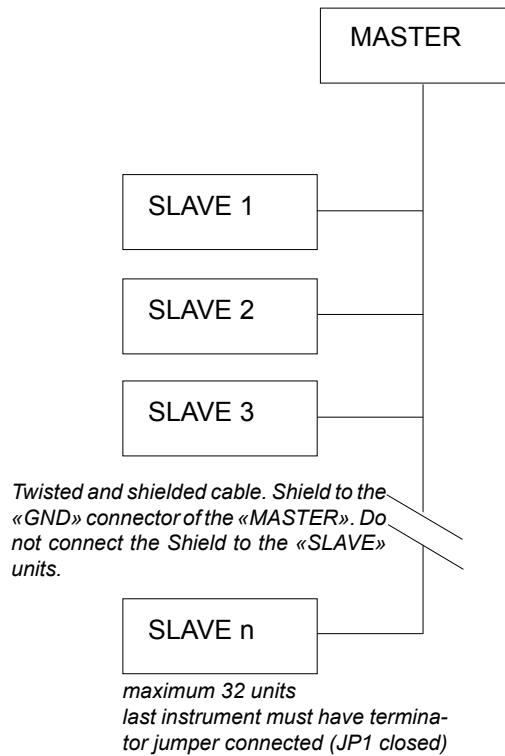 MASTER
SLAVE 1
SLAVE 2
SLAVE 3
Twisted and shielded cable. Shield to the
«GND» connector of the «MASTER». Do
not connect the Shield to the «SLAVE»
units.
SLAVE n
maximum 32 units
last instrument must have termina-
tor jumper connected (JP1 closed)